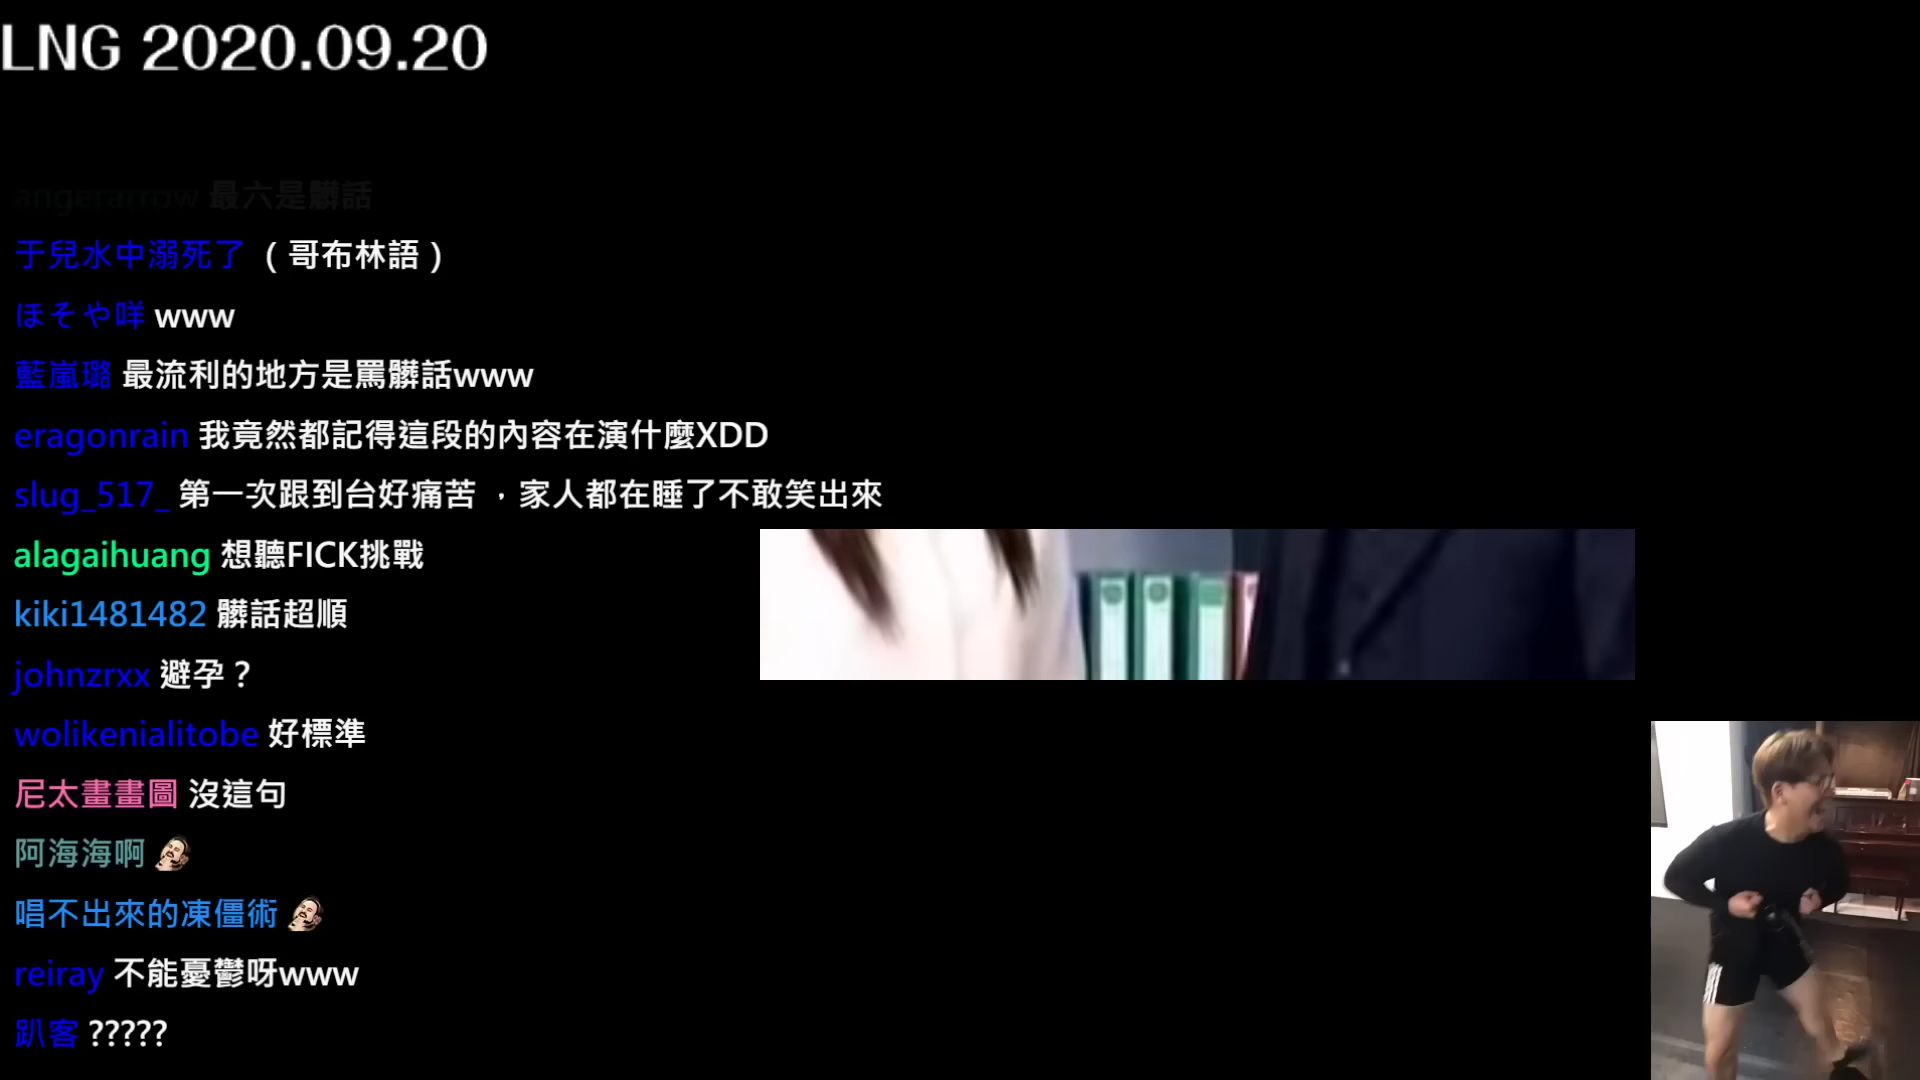 LNG 2020.09.20
angerarrow 最六是髒話
于兒水中溺死了 （哥布林語）
ほそや咩 www
藍嵐璐 最流利的地方是罵髒話www
eragonrain 我竟然都記得這段的內容在演什麼XDD
slug_517_ 第一次跟到台好痛苦 ，家人都在睡了不敢笑出來
alagaihuang 想聽FICK挑戰
kiki1481482 髒話超順
johnzrxx 避孕？
wolikenialitobe 好標準
尼太畫畫圖 沒這句
阿海海啊
唱不出來的凍僵術
reiray 不能憂鬱呀www
趴客 ?????